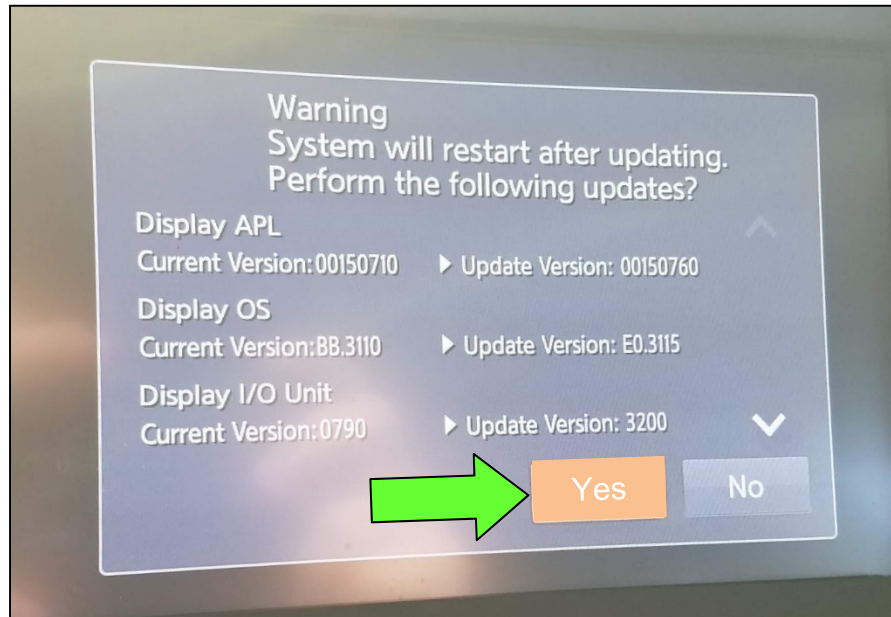 Warning
System will restart after updating.
Perform the following updates?
Display APL
Current Version:00150710 ▶ Update Version: 00150760
Display OS
Current Version:BB.3110 ▶ Update Version: E0.3115
Display I/O Unit
Current Version:0790 ▶ Update Version: 3200
Yes No